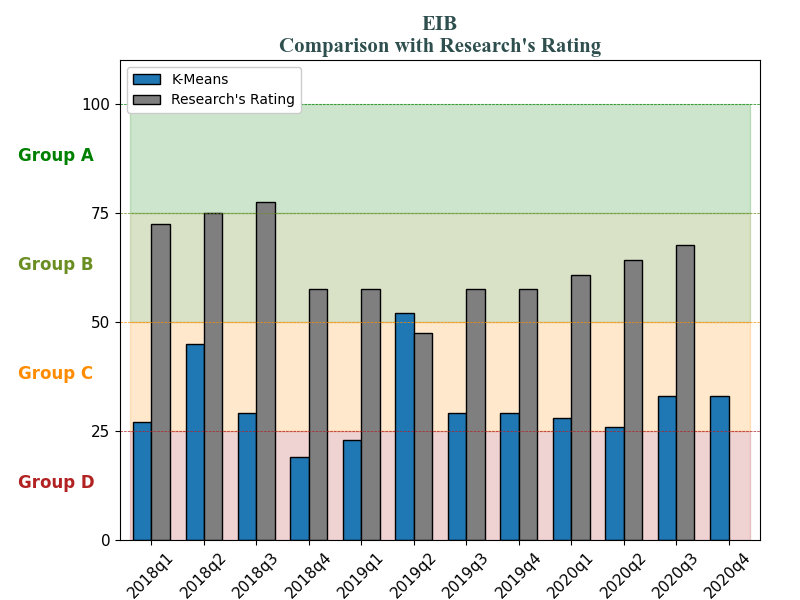 EIB
Comparison with Research's Rating
K-Means
Research's Rating
100
Group A
75
Group B
50
Group C
25
Group D
0
2018q1
2018q2
2018q3
2018q4
2019q1
2019q2
2019q3
2019q4
2020q1
2020q2
2020q3
2020q4